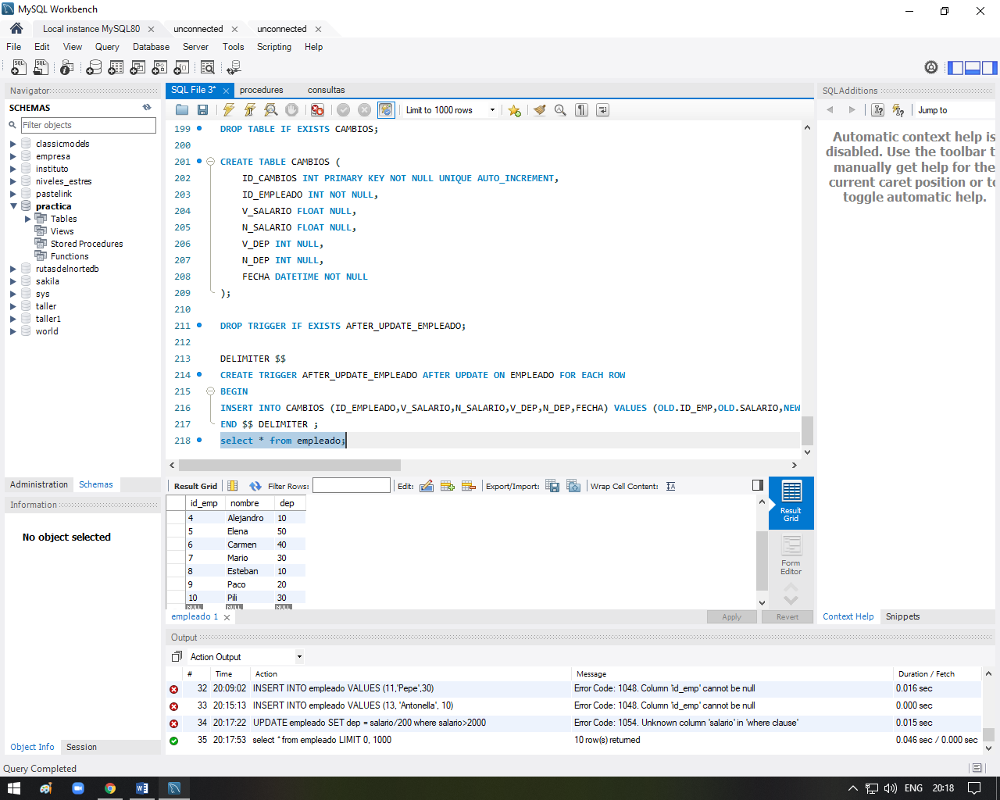 MySQL Workbench
Local instance MySQL80
unconnected
unconnected
File Edit View Query Database Server Tools Scripting Help
Navigator
SCHEMAS
Filter objects
classicmodels
empresa
instituto
niveles_estres
pastelink
practica
Tables
Views
Stored Procedures
Functions
rutasdelnortedb
sakila
sys
taller
taller1
world
Administration Schemas
Information
No object selected
Object Info Session
SQL File 3* procedures consultas
Limit to 1000 rows
199 DROP TABLE IF EXISTS CAMBIOS;
200
201 CREATE TABLE CAMBIOS (
202 ID_CAMBIOS INT PRIMARY KEY NOT NULL UNIQUE AUTO_INCREMENT,
203 ID_EMPLEADO INT NOT NULL,
204 V_SALARIO FLOAT NULL,
205 N_SALARIO FLOAT NULL,
206 V_DEP INT NULL,
207 N_DEP INT NULL,
208 FECHA DATETIME NOT NULL
209 );
210
211 DROP TRIGGER IF EXISTS AFTER_UPDATE_EMPLEADO;
212
213 DELIMITER $$
214 CREATE TRIGGER AFTER_UPDATE_EMPLEADO AFTER UPDATE ON EMPLEADO FOR EACH ROW
215 BEGIN
216 INSERT INTO CAMBIOS (ID_EMPLEADO,V_SALARIO,N_SALARIO,V_DEP,N_DEP,FECHA) VALUES (OLD.ID_EMP,OLD.SALARIO,NEW
217 END $$ DELIMITER ;
218 select * from empleado;
Result Grid Filter Rows: Edit: Export/Import: Wrap Cell Content:
id_emp nombre dep
4 Alejandro 10
5 Elena 50
6 Carmen 40
7 Mario 30
8 Esteban 10
9 Paco 20
10 Pili 30
NULL NULL NULL
Result
Grid
Form
Editor
empleado 1
Apply Revert
SQLAdditions
Jump to
Automatic context help is
disabled. Use the toolbar t
manually get help for the
current caret position or to
toggle automatic help.
Context Help Snippets
Output
Action Output
# Time Action Message Duration / Fetch
32 20:09:02 INSERT INTO empleado VALUES (11,'Pepe',30) Error Code: 1048. Column 'id_emp' cannot be null 0.016 sec
33 20:15:13 INSERT INTO empleado VALUES (13, 'Antonella', 10) Error Code: 1048. Column 'id_emp' cannot be null 0.000 sec
34 20:17:22 UPDATE empleado SET dep = salario/200 where salario>2000 Error Code: 1054. Unknown column 'salario' in 'where clause' 0.015 sec
35 20:17:53 select * from empleado LIMIT 0, 1000 10 row(s) returned 0.046 sec / 0.000 sec
Query Completed
ENG 20:18